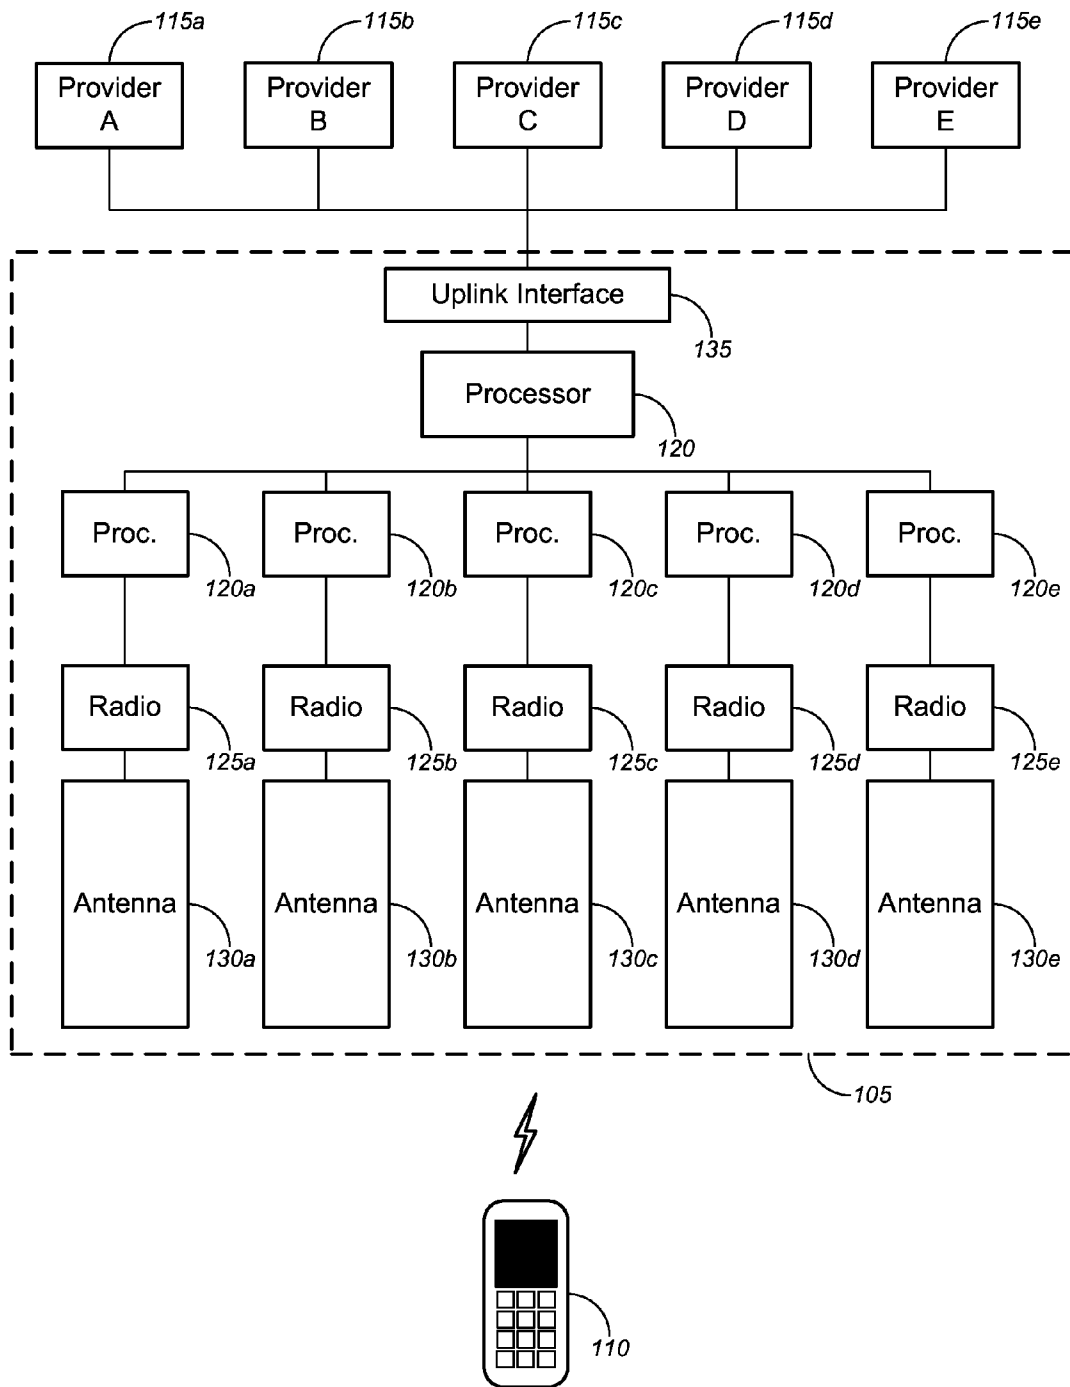 115a 115b 115c 115d 115e
Provider Provider Provider Provider Provider
A B C D E
Uplink Interface
135
Processor
120
Proc. Proc. Proc. Proc. Proc.
120a 120b 120c 120d 120e
Radio Radio Radio Radio Radio
125a 125b 125c 125d 125e
Antenna Antenna Antenna Antenna Antenna
130a 130b 130c 130d 130e
105
110